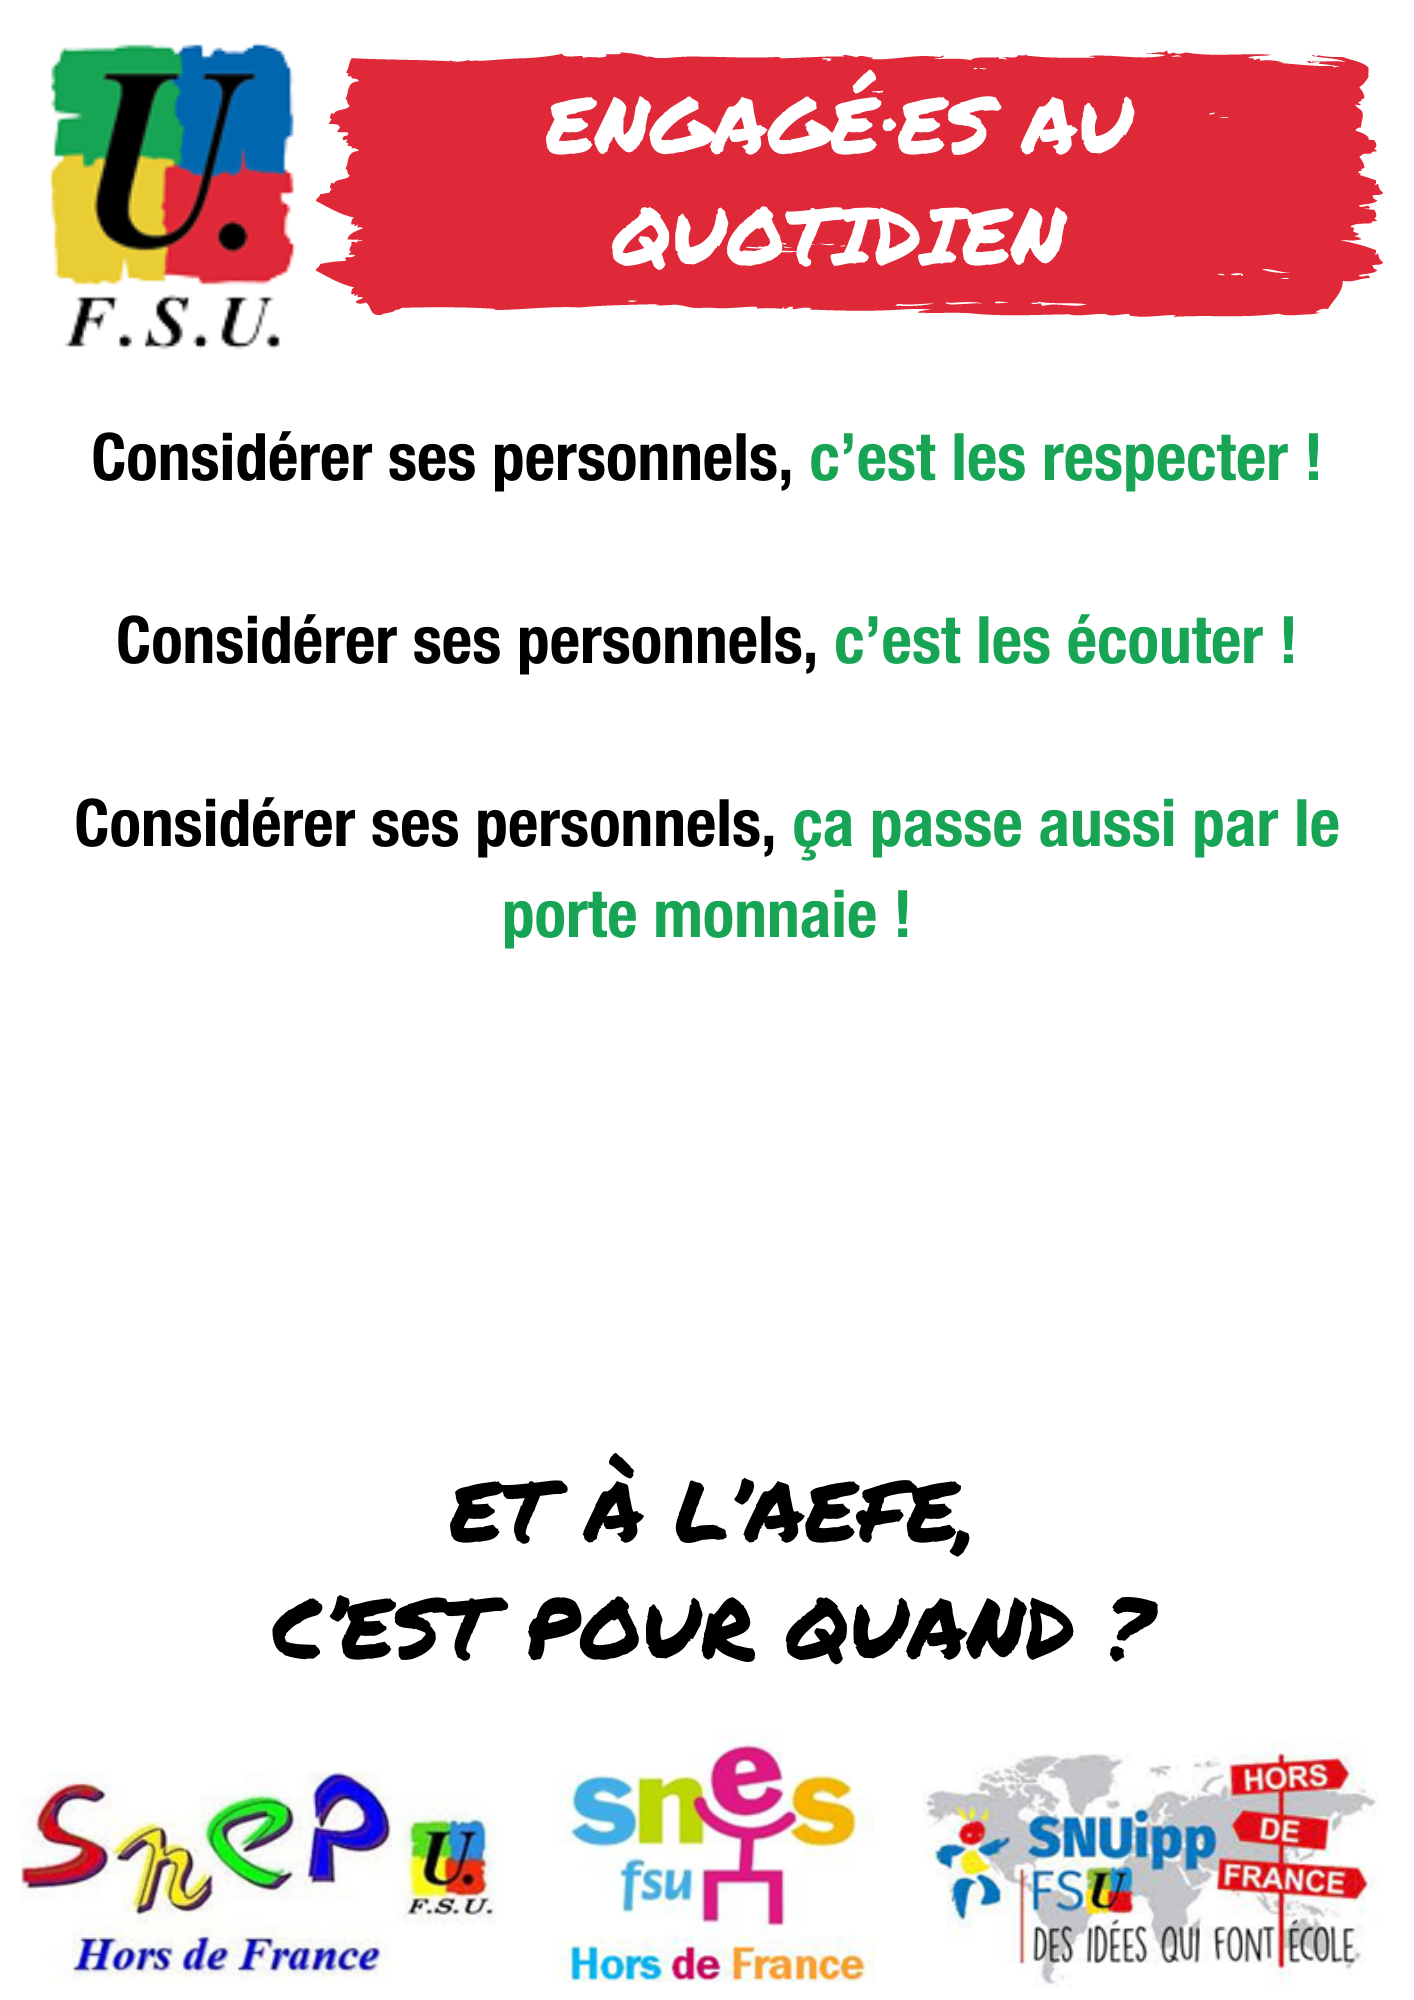 U.
F.S.U.
ENGAGÉ·ES AU
QUOTIDIEN
Considérer ses personnels, c’est les respecter !
Considérer ses personnels, c’est les écouter !
Considérer ses personnels, ça passe aussi par le
porte monnaie !
ET À L’AEFE,
C’EST POUR QUAND ?
Snep
U.
F.S.U.
Hors de France
snes
fsu
Hors de France
SNUipp
FSU
HORS
DE
FRANCE
DES IDÉES QUI FONT ÉCOLE